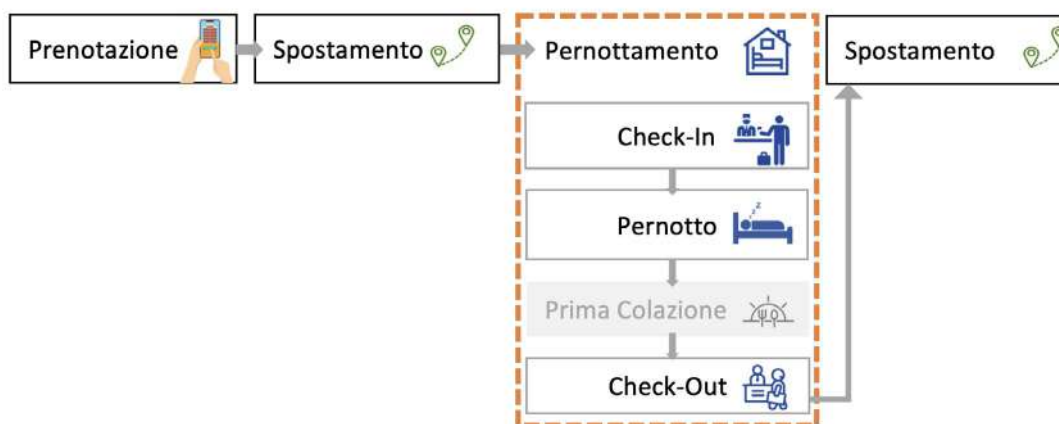 Prenotazione
Spostamento
Pernottamento
Check-In
Pernotto
Prima Colazione
Check-Out
Spostamento